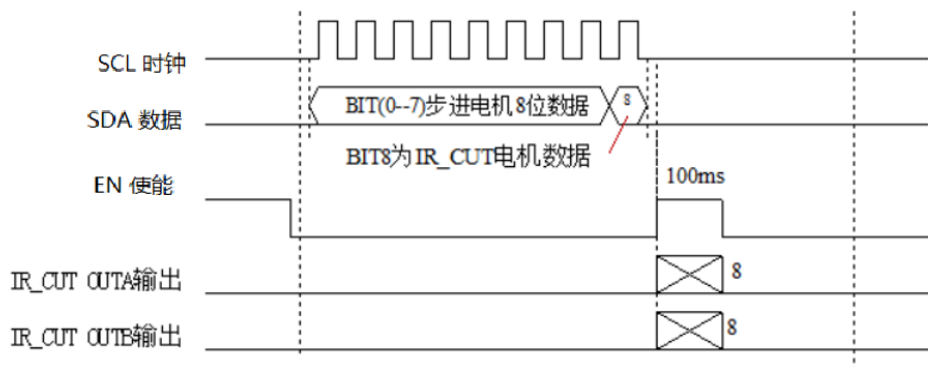 SCL 时钟
BIT(0--7)步进电机8位数据
8
SDA 数据
BIT8为IR_CUT电机数据
EN 使能
100ms
IR_CUT OUTA输出
8
IR_CUT OUTB输出
8